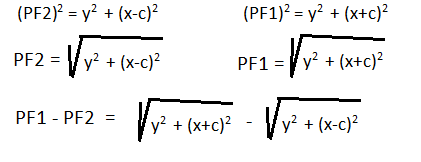 (PF2)² = y² + (x-c)² (PF1)² = y² + (x+c)²
PF2 = √y² + (x-c)² PF1 = √y² + (x+c)²
PF1 - PF2 = √y² + (x+c)² - √y² + (x-c)²